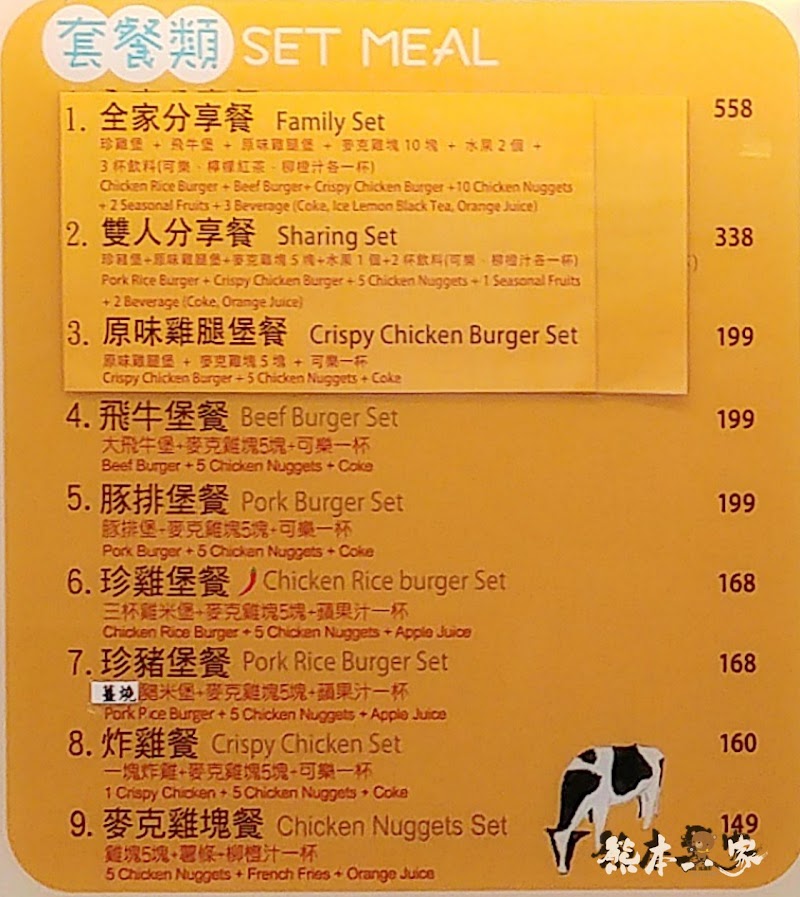 套餐類 SET MEAL
1. 全家分享餐 Family Set 558
珍雞堡 + 飛牛堡 + 原味雞腿堡 + 麥克雞塊10塊 + 水果2個 +
3杯飲料(可樂、檸檬紅茶、柳橙汁各一杯)
Chicken Rice Burger + Beef Burger+ Crispy Chicken Burger +10 Chicken Nuggets
+ 2 Seasonal Fruits + 3 Beverage (Coke, Ice Lemon Black Tea, Orange Juice)
2. 雙人分享餐 Sharing Set 338
珍豬堡+原味雞腿堡+麥克雞塊5塊+水果1個+2杯飲料(可樂、柳橙汁各一杯)
Pork Rice Burger + Crispy Chicken Burger + 5 Chicken Nuggets + 1 Seasonal Fruits
+ 2 Beverage (Coke, Orange Juice)
3. 原味雞腿堡餐 Crispy Chicken Burger Set 199
原味雞腿堡 + 麥克雞塊5塊 + 可樂一杯
Crispy Chicken Burger + 5 Chicken Nuggets + Coke
4. 飛牛堡餐 Beef Burger Set 199
大飛牛堡+麥克雞塊5塊+可樂一杯
Beef Burger + 5 Chicken Nuggets + Coke
5. 豚排堡餐 Pork Burger Set 199
豚排堡+麥克雞塊5塊+可樂一杯
Pork Burger + 5 Chicken Nuggets + Coke
6. 珍雞堡餐 Chicken Rice burger Set 168
三杯雞米堡+麥克雞塊5塊+蘋果汁一杯
Chicken Rice Burger + 5 Chicken Nuggets + Apple Juice
7. 珍豬堡餐 Pork Rice Burger Set 168
薑燒米堡+麥克雞塊5塊+蘋果汁一杯
Pork Rice Burger + 5 Chicken Nuggets + Apple Juice
8. 炸雞餐 Crispy Chicken Set 160
一塊炸雞+麥克雞塊5塊+可樂一杯
1 Crispy Chicken + 5 Chicken Nuggets + Coke
9. 麥克雞塊餐 Chicken Nuggets Set 149
雞塊5塊+薯條+柳橙汁一杯
5 Chicken Nuggets + French Fries + Orange Juice
熊本一家